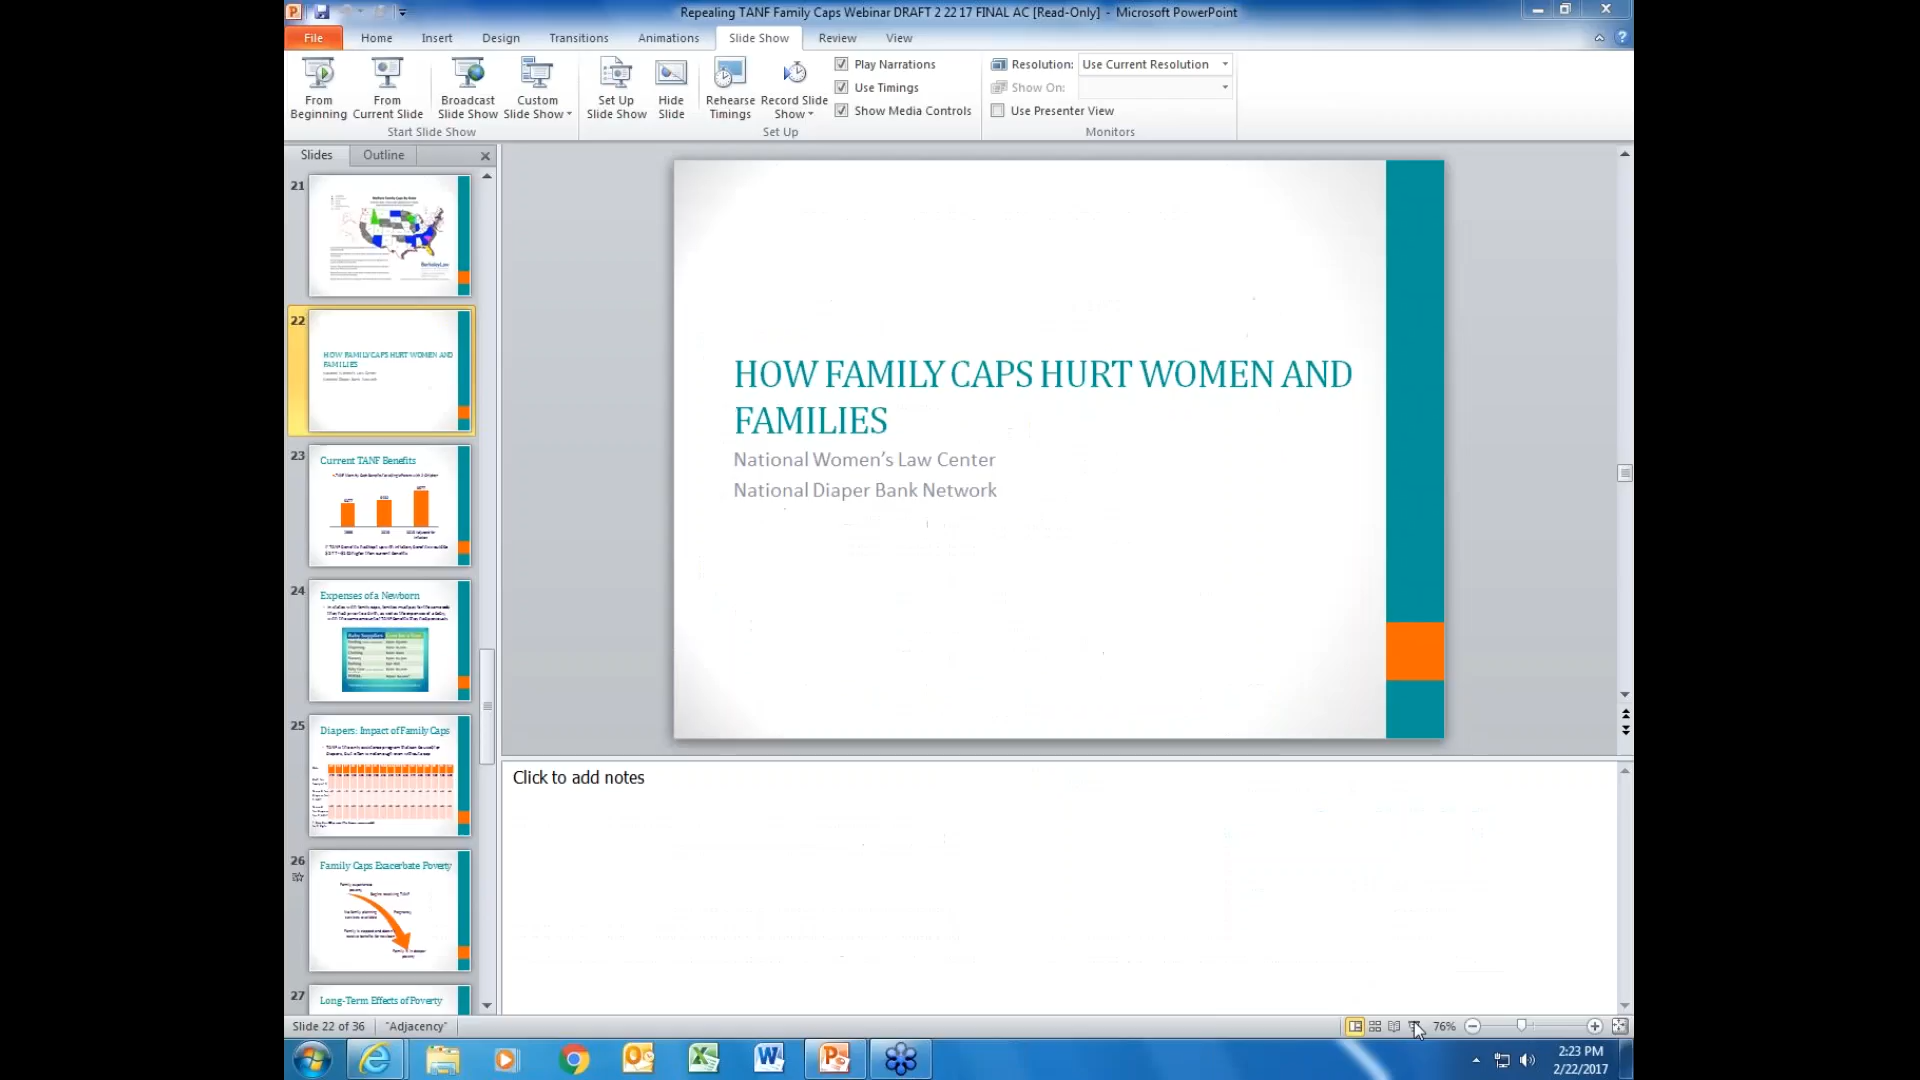 Repealing TANF Family Caps Webinar DRAFT 2 22 17 FINAL AC [Read-Only] - Microsoft PowerPoint
File Home Insert Design Transitions Animations Slide Show Review View
From Beginning
From Current Slide
Broadcast Slide Show
Custom Slide Show
Start Slide Show
Set Up Slide Show
Hide Slide
Rehearse Timings
Record Slide Show
Play Narrations
Use Timings
Show Media Controls
Set Up
Resolution: Use Current Resolution
Show On:
Use Presenter View
Monitors
Slides Outline
21
22
HOW FAMILY CAPS HURT WOMEN AND
FAMILIES
23
Current TANF Benefits
24
Expenses of a Newborn
25
Diapers: Impact of Family Caps
26
Family Caps Exacerbate Poverty
27
Long-Term Effects of Poverty
HOW FAMILY CAPS HURT WOMEN AND
FAMILIES
National Women's Law Center
National Diaper Bank Network
Click to add notes
Slide 22 of 36 "Adjacency" 76%
2:23 PM
2/22/2017